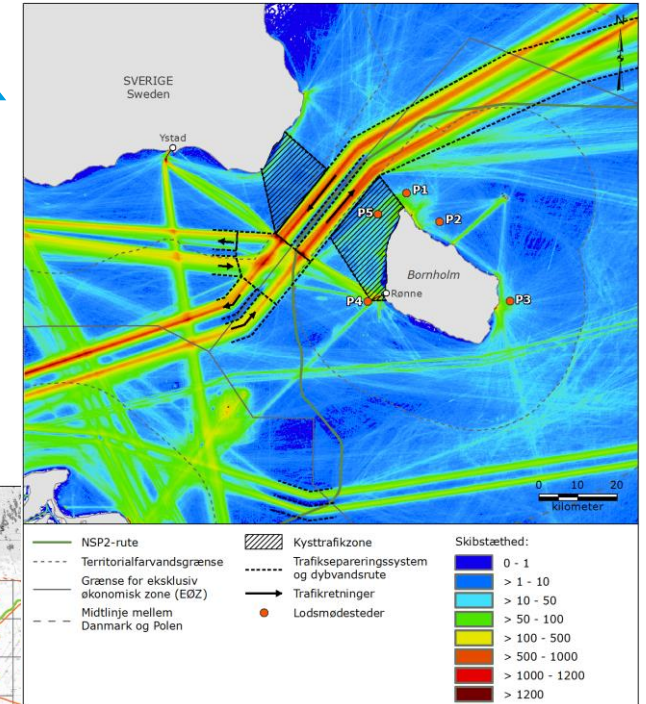 N
S
SVERIGE
Sweden
Ystad
P1
P5
P2
Bornholm
P4
Rønne
P3
0 10 20
kilometer
NSP2-rute
Territorialfarvandsgrænse
Grænse for eksklusiv
økonomisk zone (EØZ)
Midtlinje mellem
Danmark og Polen
Kysttrafikzone
Trafiksepareringssystem
og dybvandsrute
Trafikretninger
Lodsmødesteder
Skibstæthed:
0 - 1
> 1 - 10
> 10 - 50
> 50 - 100
> 100 - 500
> 500 - 1000
> 1000 - 1200
> 1200